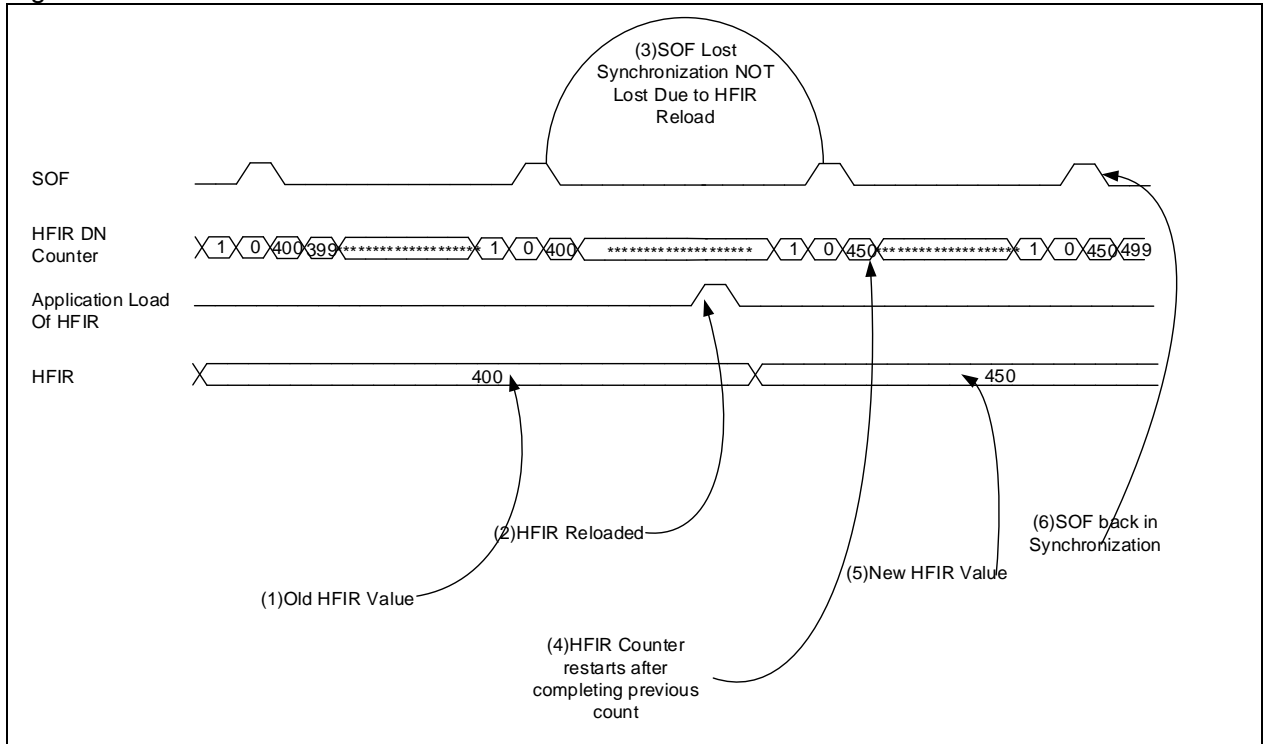 (3)SOF Lost
Synchronization NOT
Lost Due to HFIR
Reload
SOF
HFIR DN
Counter
1 0 400 399 ****************** 1 0 400 ****************** 1 0 450 ****************** 1 0 450 499
Application Load
Of HFIR
HFIR
400
450
(2)HFIR Reloaded
(6)SOF back in
Synchronization
(5)New HFIR Value
(1)Old HFIR Value
(4)HFIR Counter
restarts after
completing previous
count